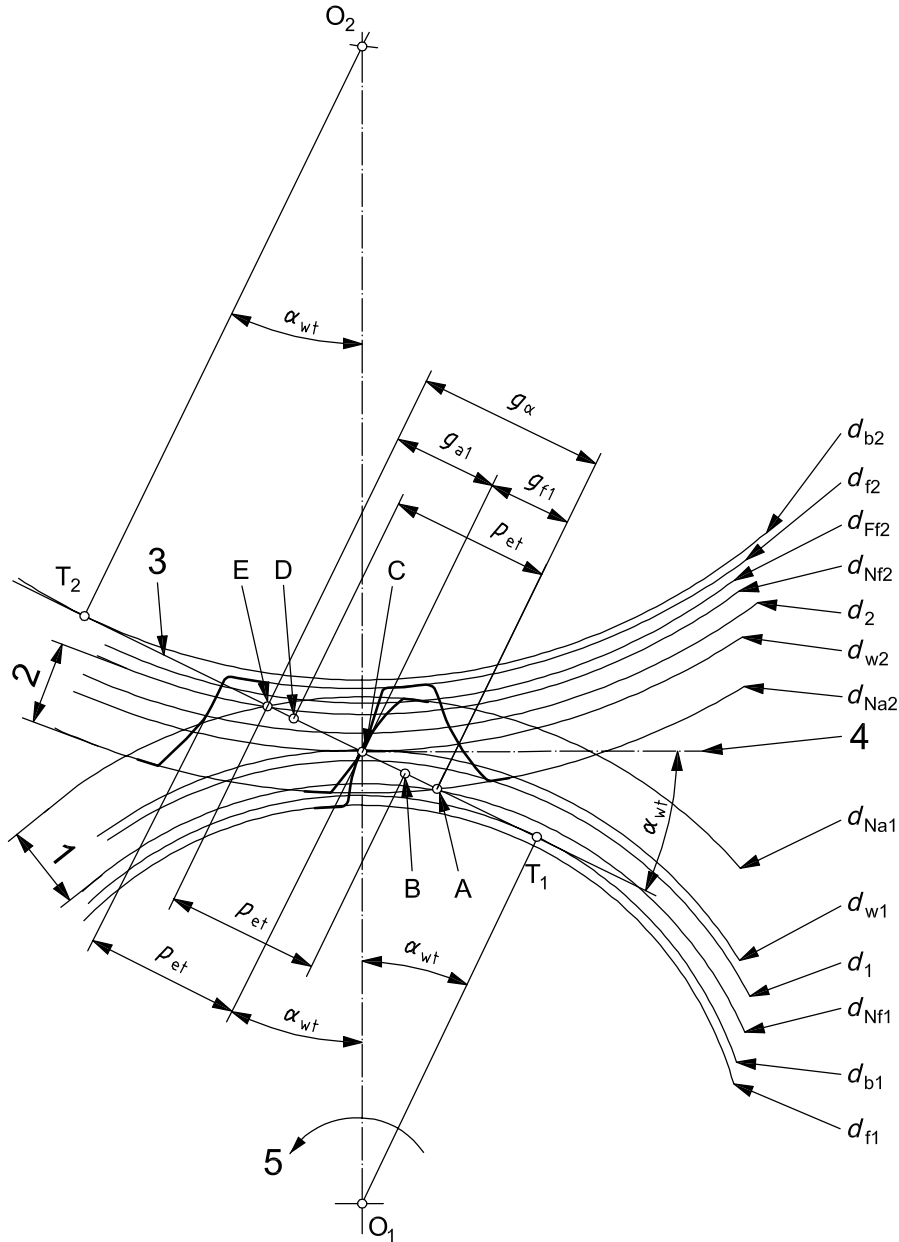 O2
αwt
gα
ga1
gf1
pet
db2
df2
dFf2
dNf2
d2
dw2
dNa2
T2
3
E
D
C
2
4
αwt
dNa1
1
T1
B
A
pet
pet
αwt
αwt
dw1
d1
dNf1
db1
df1
5
O1